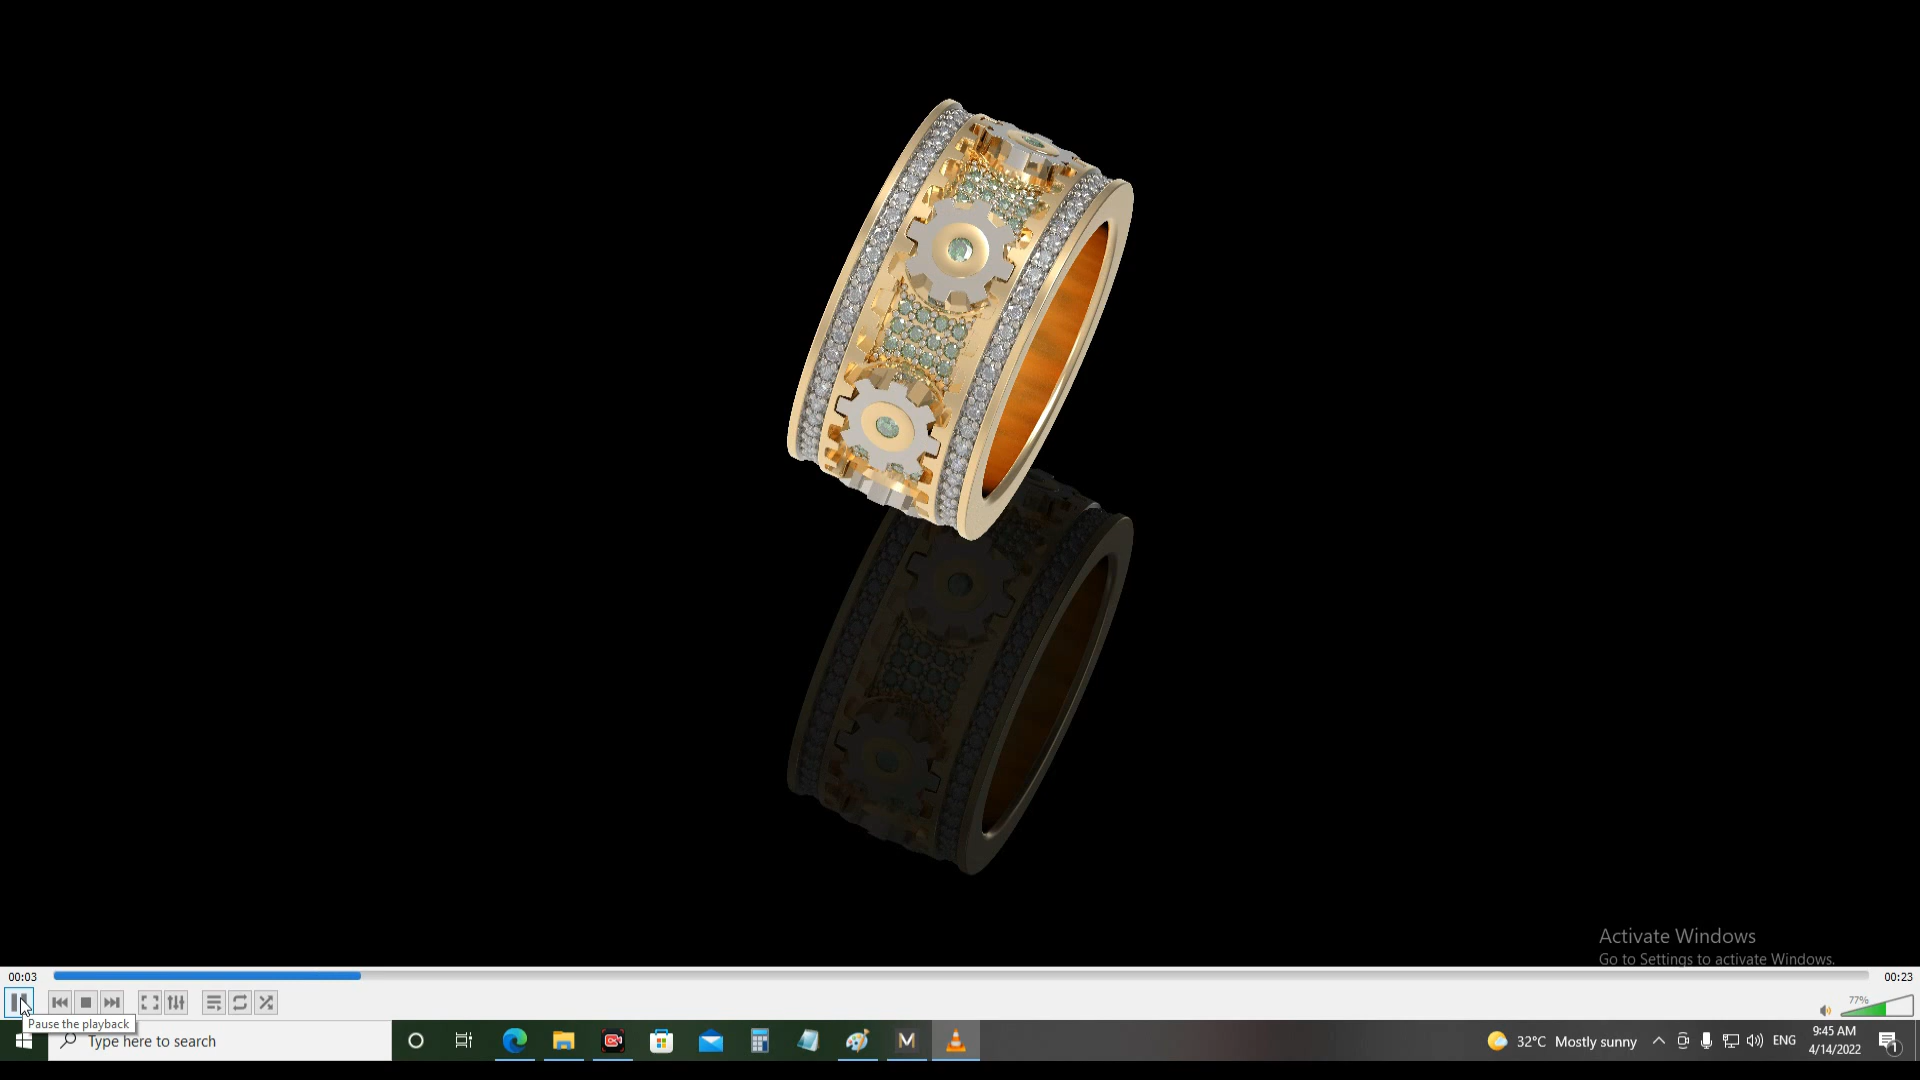 Activate Windows
Go to Settings to activate Windows.
00:03
00:23
77%
Pause the playback
Type here to search
M
32°C Mostly sunny
ENG
9:45 AM
4/14/2022
1